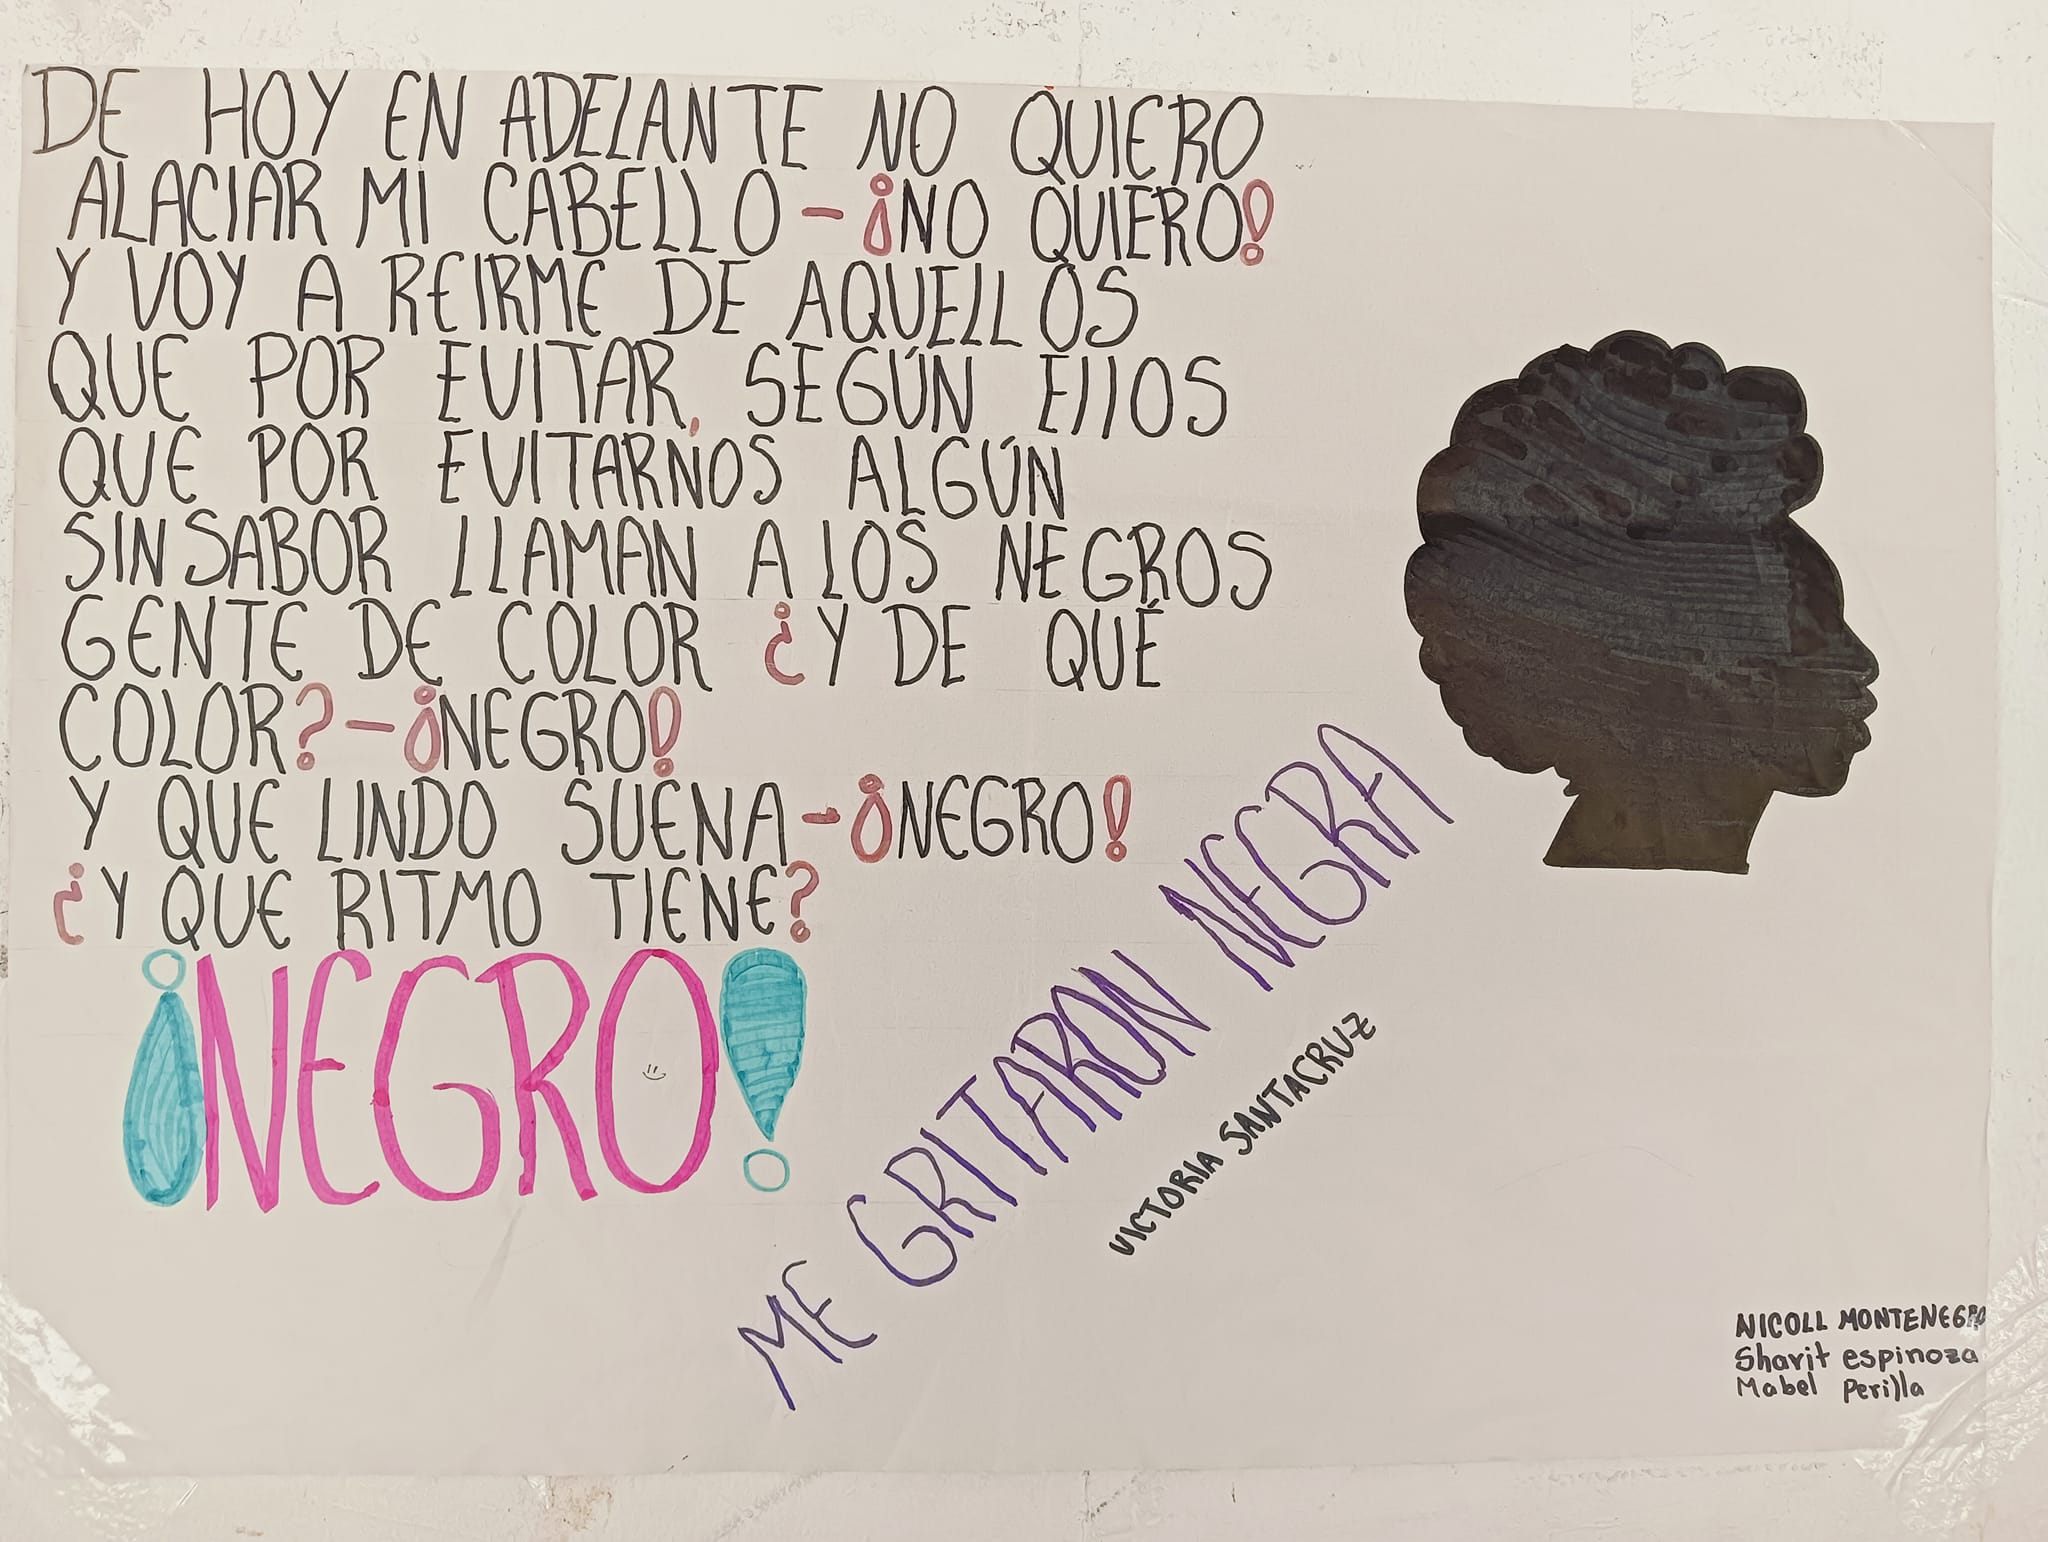 DE HOY EN ADELANTE NO QUIERO
ALACIAR MI CABELLO - ¡NO QUIERO!
Y VOY A REIRME DE AQUELLOS
QUE POR EVITAR, SEGÚN EllOS
QUE POR EVITARNOS ALGÚN
SINSABOR LLAMAN A LOS NEGROS
GENTE DE COLOR ¿Y DE QUÉ
COLOR? - ¡NEGRO!
Y QUE LINDO SUENA - ¡NEGRO!
¿Y QUE RITMO TIENE?
¡NEGRO!
ME GRITARON NEGRA
VICTORIA SANTACRUZ
NICOLL MONTENEGRO
Sharit espinoza
Mabel Perilla